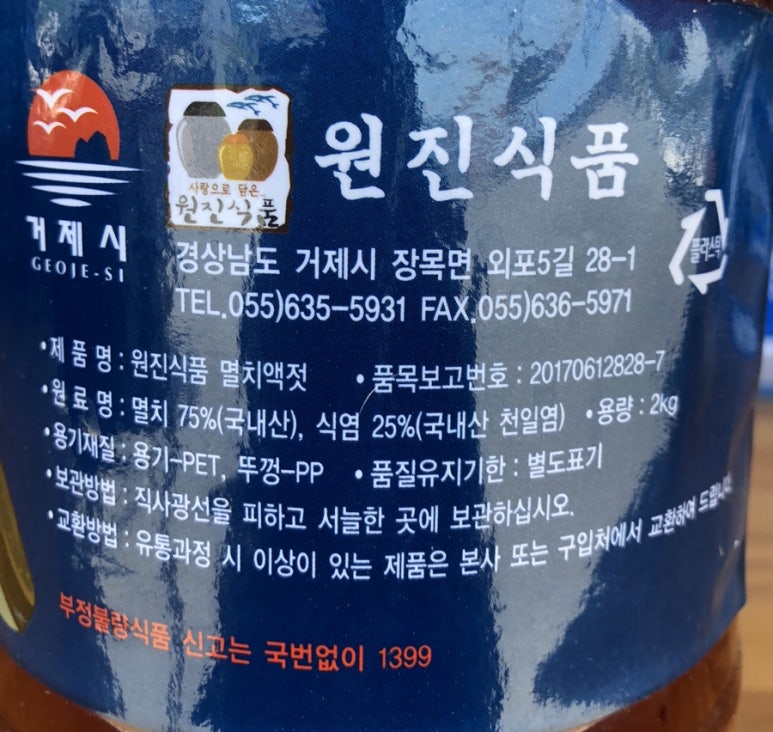 거제시
GEOJE-SI
사랑으로 담은...
원진식품
원진식품
플라스틱
경상남도 거제시 장목면 외포5길 28-1
TEL.055)635-5931 FAX.055)636-5971
•제 품 명 : 원진식품 멸치액젓 •품목보고번호 : 20170612828-7
•원 료 명 : 멸치 75%(국내산), 식염 25%(국내산 천일염) •용량 : 2kg
•용기재질 : 용기-PET, 뚜껑-PP •품질유지기한 : 별도표기
•보관방법 : 직사광선을 피하고 서늘한 곳에 보관하십시오.
•교환방법 : 유통과정 시 이상이 있는 제품은 본사 또는 구입처에서 교환하여 드립니다.
부정불량식품 신고는 국번없이 1399